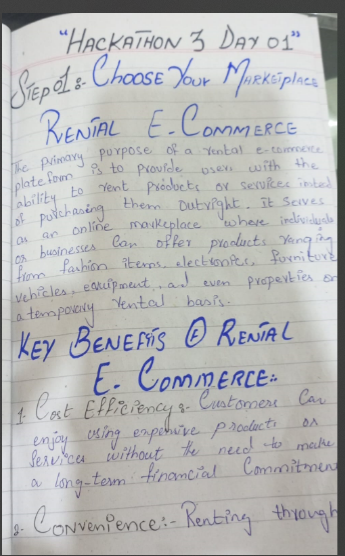 "HACKATHON 3 DAY 01"
STEP 01:- CHOOSE YOUR MARKETPLACE
RENTAL E-COMMERCE
The primary purpose of a rental e-commerce
plateform is to provide users with the
ability to rent products or services insted
of purchasing them outright. It serves
as an online markeplace where individuals
or businesses can offer products ranging
from fashion items, electronics, furniture
vehicles, equipment, and even properties on
a temporery rental basis.
KEY BENEFITS OF RENTAL
E. COMMERCE:-
1. Cost Efficiency:- Customers Can
enjoy using expensive products or
Services without the need to make
a long-term financial Commitment
2- CONVENIENCE:- Renting through